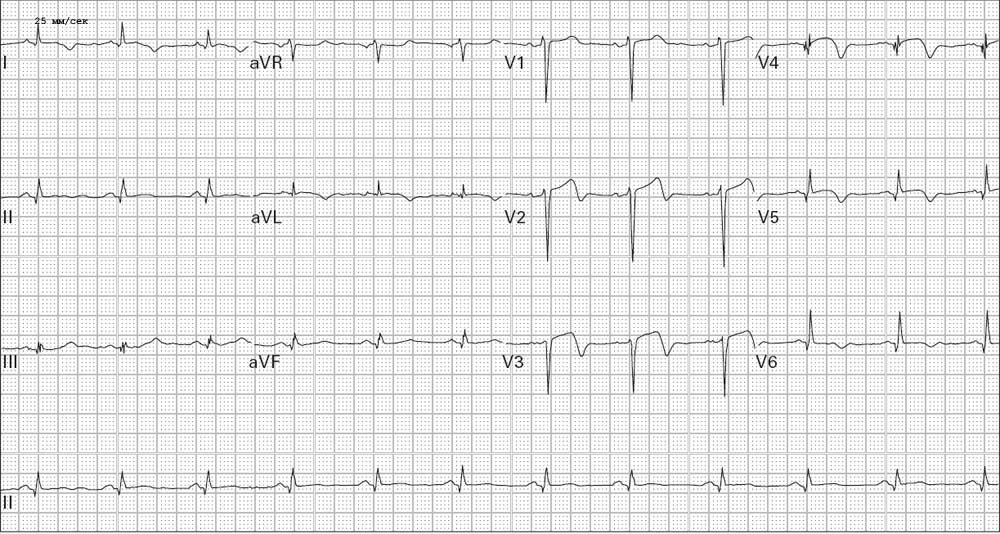 25 мм/сек
I aVR V1 V4
II aVL V2 V5
III aVF V3 V6
II